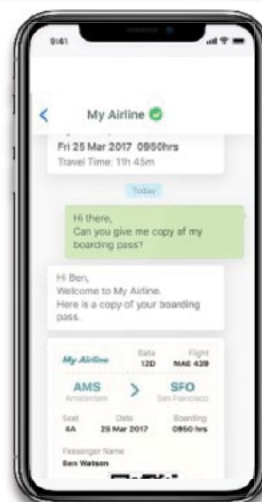 9:41
My Airline
Fri 25 Mar 2017 0950hrs
Travel Time: 11h 45m
Today
Hi there,
Can you give me copy of my
boarding pass?
Hi Ben,
Welcome to My Airline.
Here is a copy of your boarding
pass.
My Airline
Gate Flight
12D MAE 439
AMS > SFO
Amsterdam San Francisco
Seat Date Boarding
4A 25 Mar 2017 0950 hrs
Passenger Name
Ben Watson